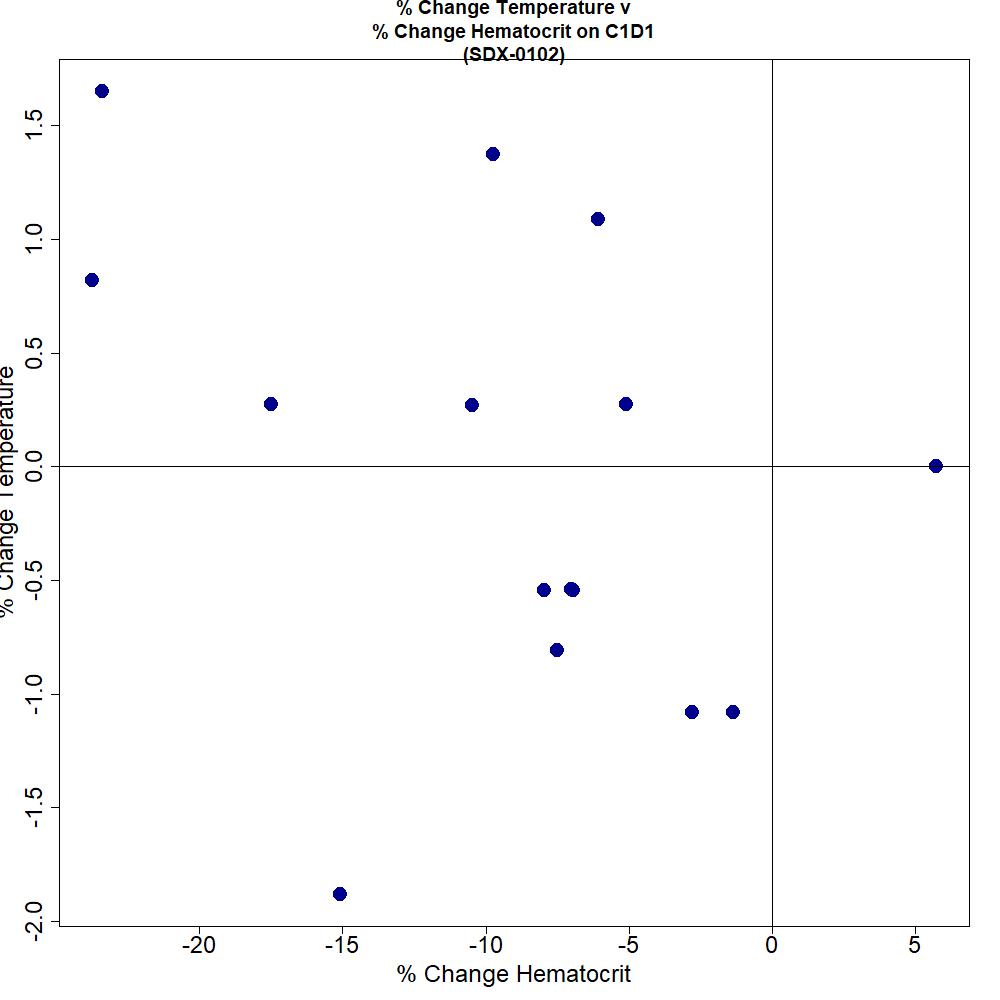 % Change Temperature v
% Change Hematocrit on C1D1
(SDX-0102)
1.5
1.0
0.5
0.0
-0.5
-1.0
-1.5
-2.0
% Change Temperature
-20
-15
-10
-5
0
5
% Change Hematocrit